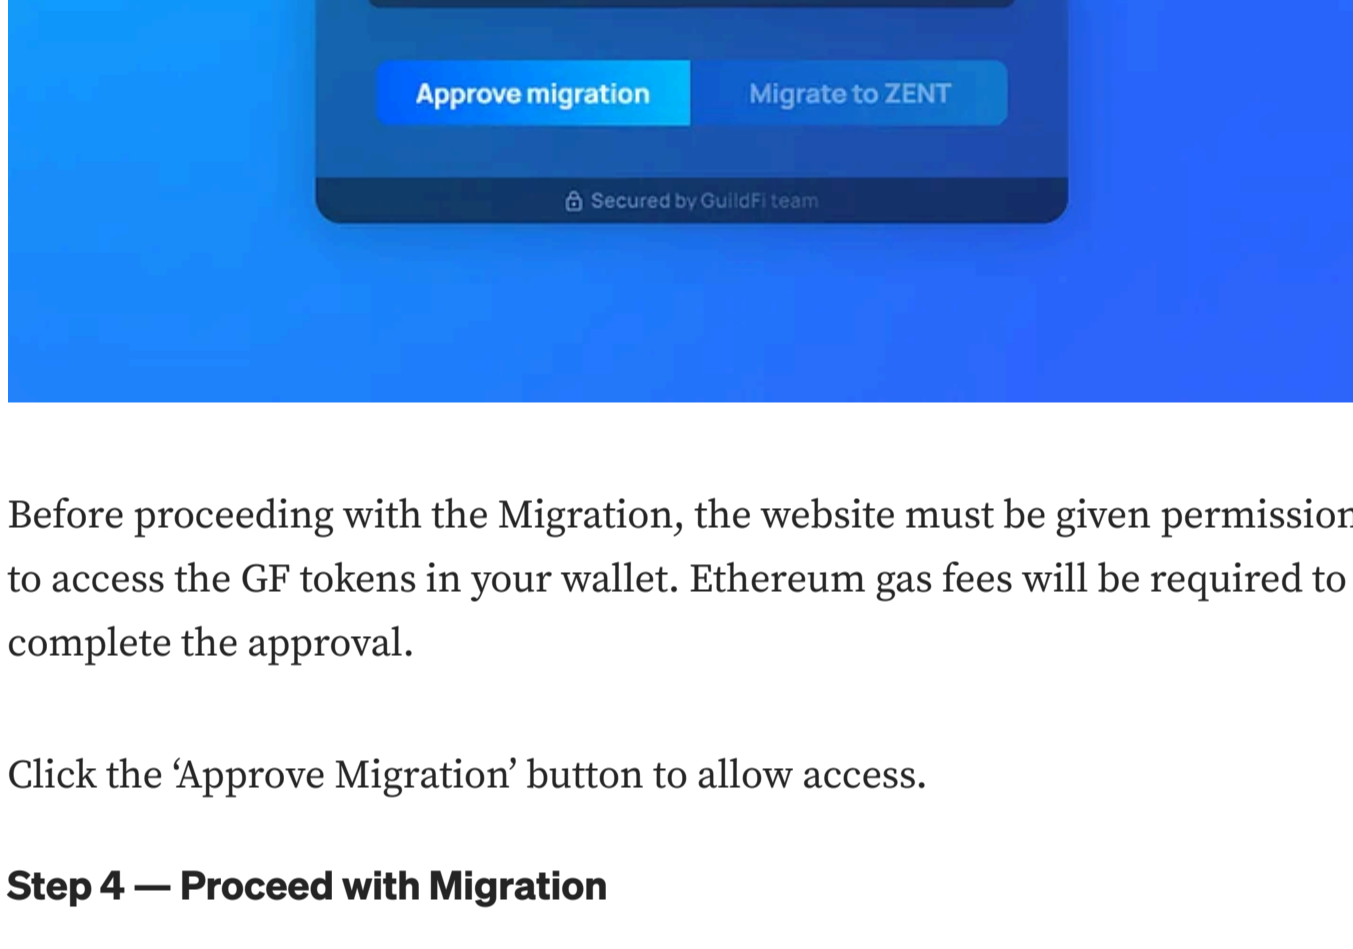 Approve migration
Migrate to ZENT
Secured by GuildFi team
Before proceeding with the Migration, the website must be given permission
to access the GF tokens in your wallet. Ethereum gas fees will be required to
complete the approval.
Click the ‘Approve Migration’ button to allow access.
Step 4 — Proceed with Migration